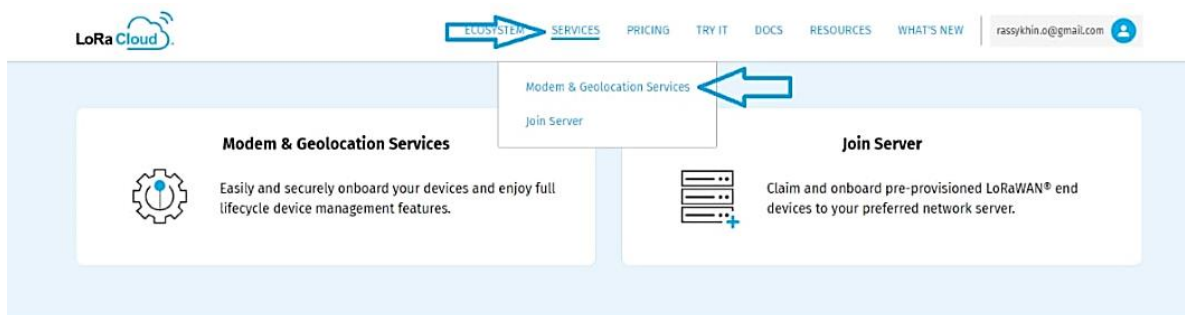 LoRa Cloud
ECOSYSTEM SERVICES PRICING TRY IT DOCS RESOURCES WHAT'S NEW rassykhin.o@gmail.com
Modem & Geolocation Services
Join Server
Modem & Geolocation Services
Easily and securely onboard your devices and enjoy full
lifecycle device management features.
Join Server
Claim and onboard pre-provisioned LoRaWAN® end
devices to your preferred network server.